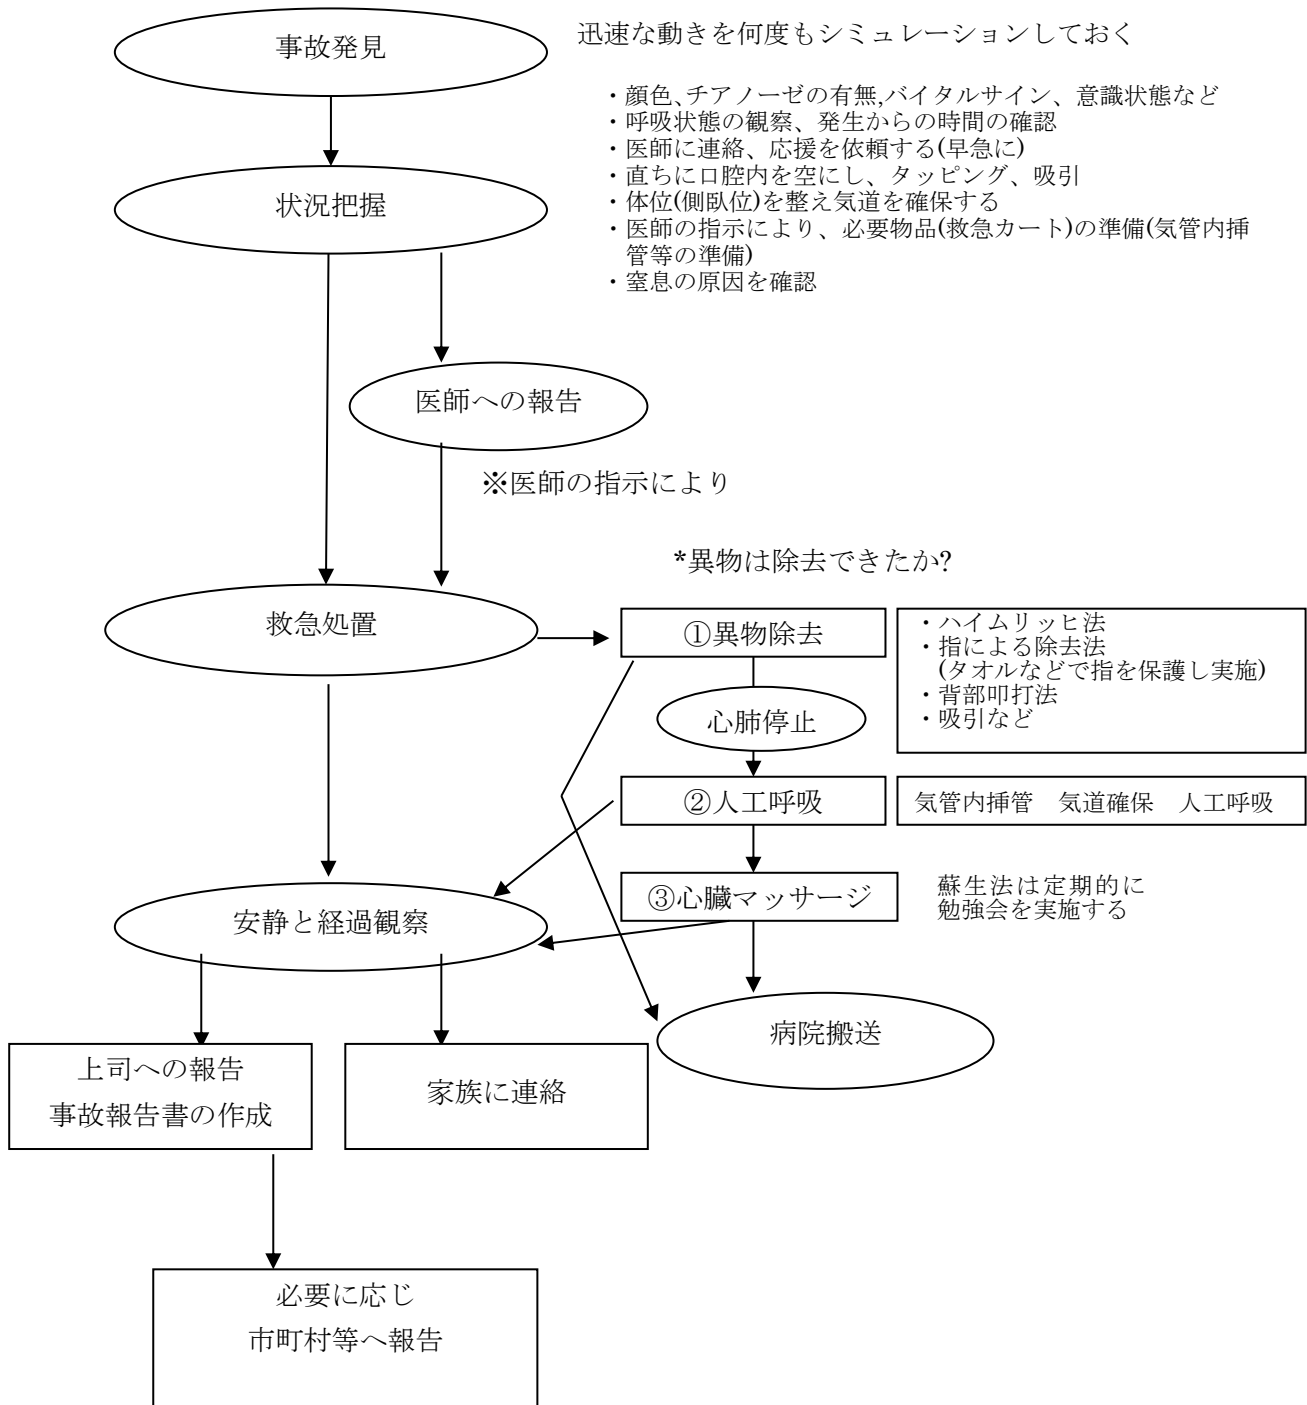 事故発見
迅速な動きを何度もシミュレーションしておく
・顔色、チアノーゼの有無,バイタルサイン、意識状態など
・呼吸状態の観察、発生からの時間の確認
・医師に連絡、応援を依頼する(早急に)
・直ちに口腔内を空にし、タッピング、吸引
・体位(側臥位)を整え気道を確保する
・医師の指示により、必要物品(救急カート)の準備(気管内挿
管等の準備)
・窒息の原因を確認
状況把握
医師への報告
※医師の指示により
*異物は除去できたか?
救急処置
①異物除去
・ハイムリッヒ法
・指による除去法
(タオルなどで指を保護し実施)
・背部叩打法
・吸引など
心肺停止
②人工呼吸
気管内挿管　気道確保　人工呼吸
③心臓マッサージ
蘇生法は定期的に
勉強会を実施する
安静と経過観察
病院搬送
上司への報告
事故報告書の作成
家族に連絡
必要に応じ
市町村等へ報告